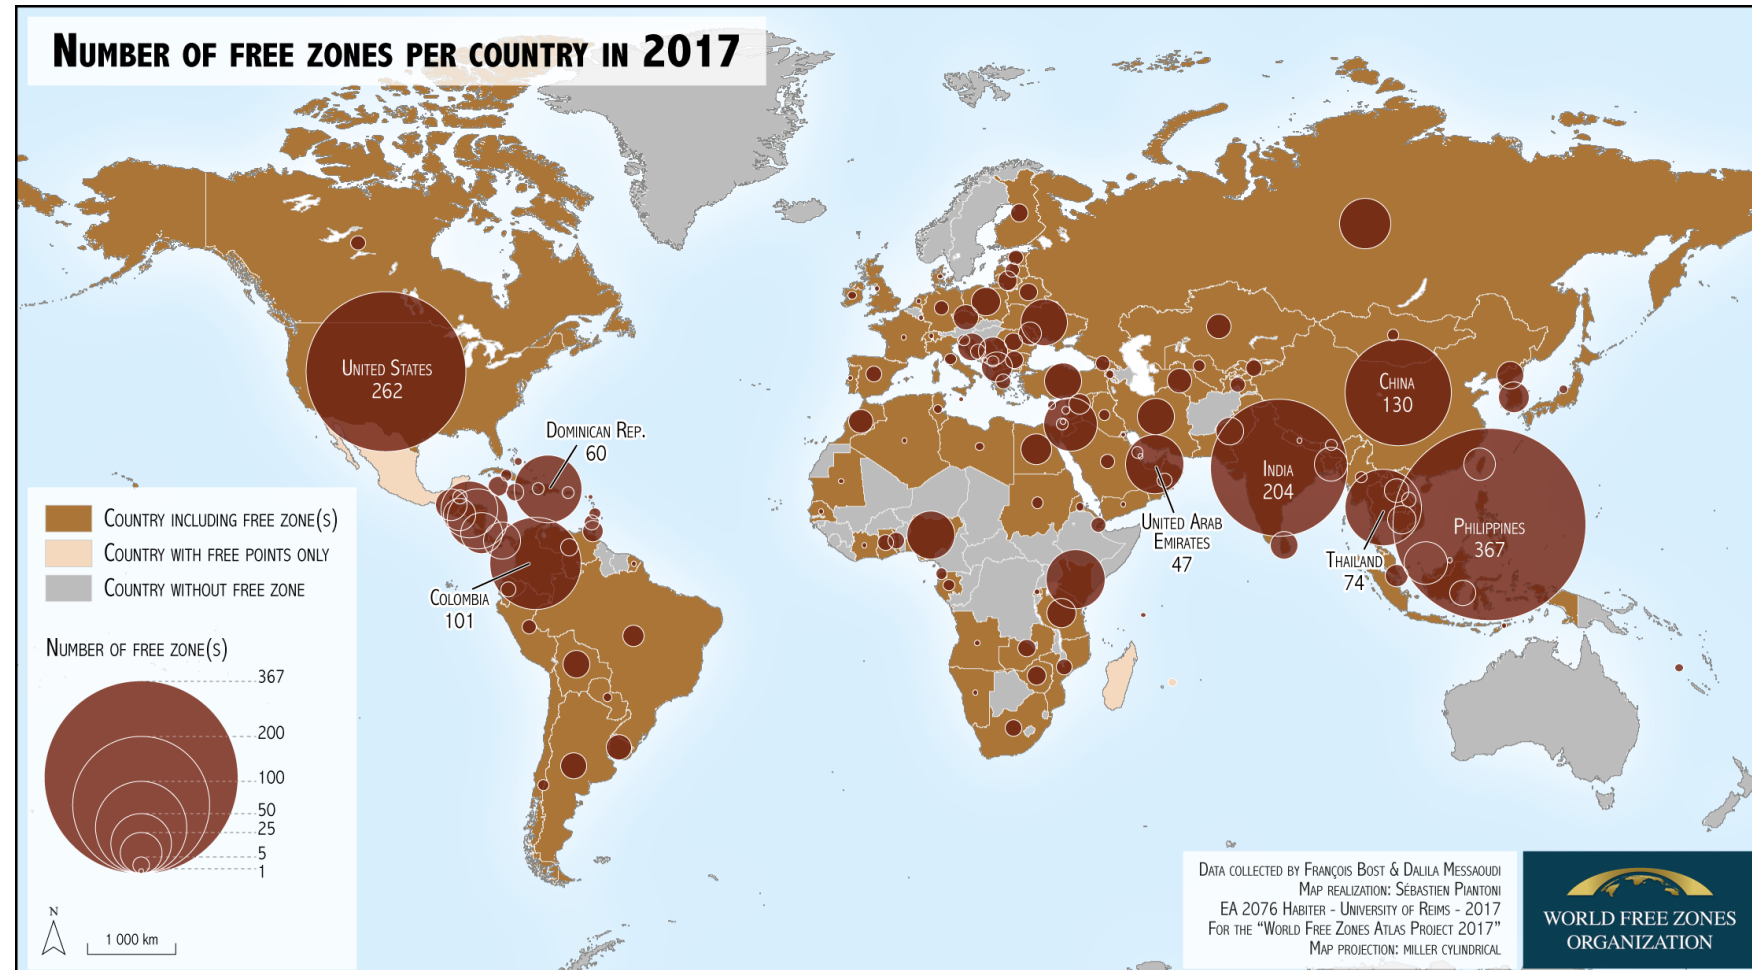 Number of free zones per country in 2017
United States
262
Dominican Rep.
60
Colombia
101
United Arab
Emirates
47
India
204
China
130
Thailand
74
Philippines
367
Country including free zone(s)
Country with free points only
Country without free zone
Number of free zone(s)
367
200
100
50
25
5
1
N
1 000 km
Data collected by François Bost & Dalila Messaoudi
Map realization: Sébastien Piantoni
EA 2076 Habiter - University of Reims - 2017
For the “World Free Zones Atlas Project 2017”
Map projection: miller cylindrical
WORLD FREE ZONES
ORGANIZATION